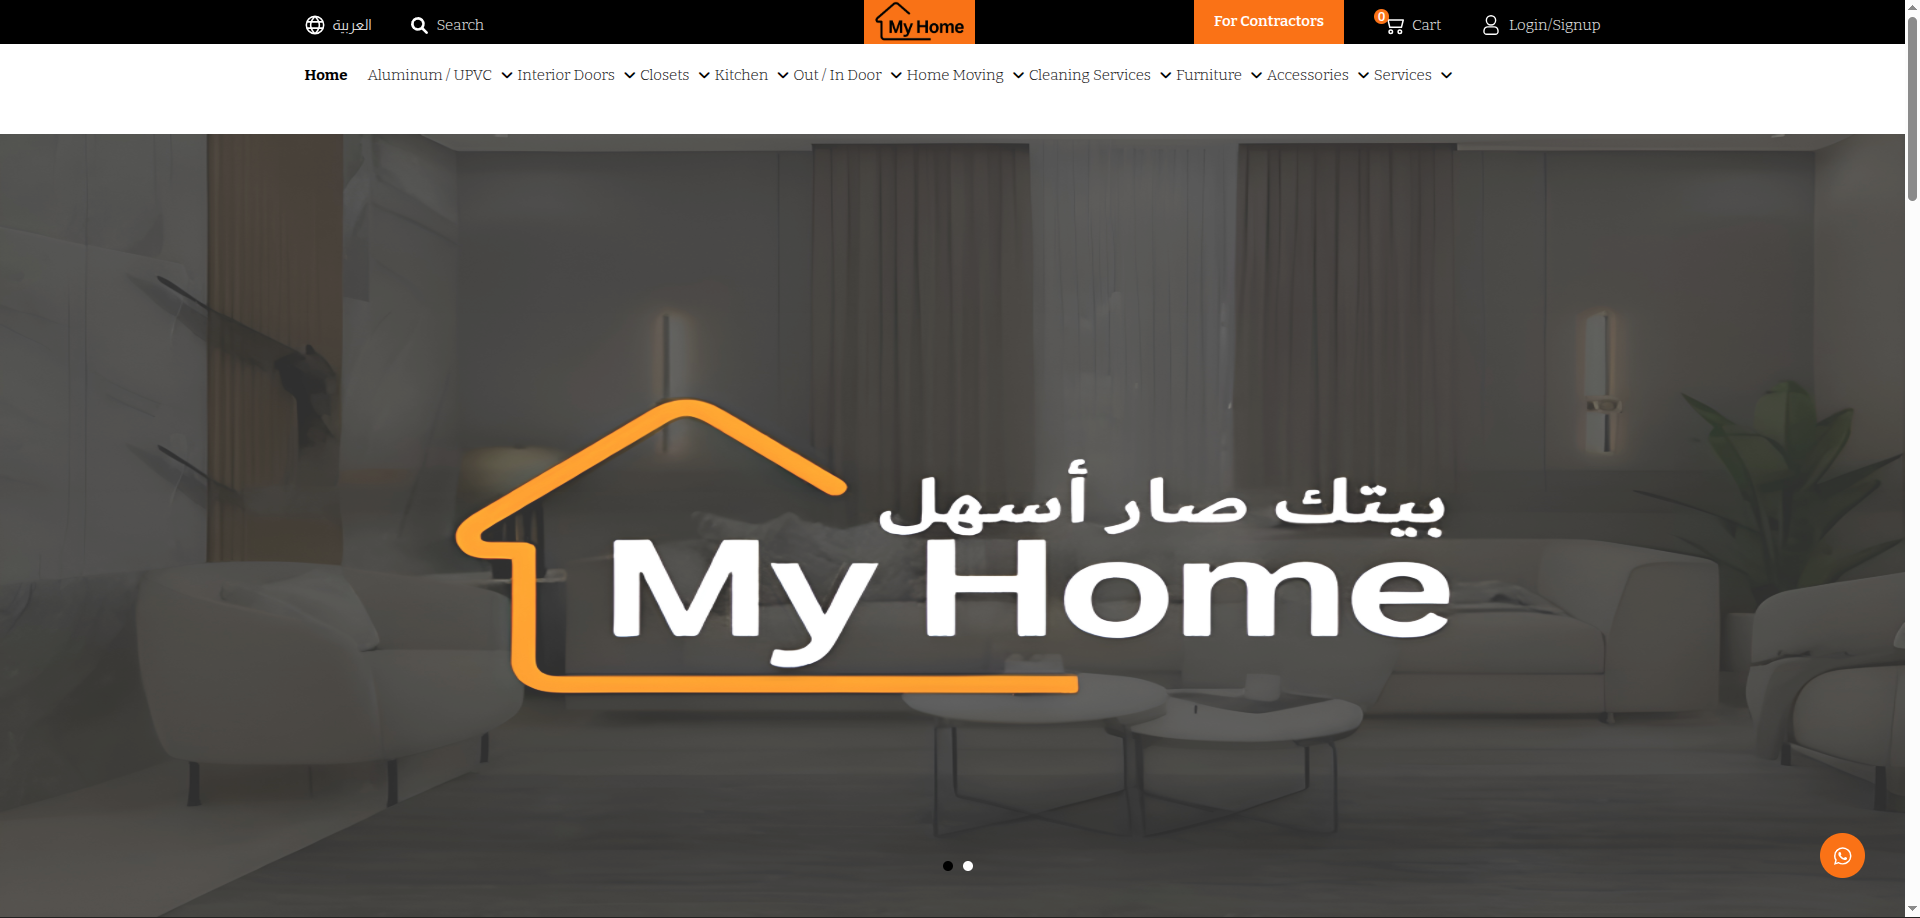 العربية
Search
My Home
For Contractors
0
Cart
Login/Signup
Home
Aluminum / UPVC
Interior Doors
Closets
Kitchen
Out / In Door
Home Moving
Cleaning Services
Furniture
Accessories
Services
بيتك صار أسهل
My Home